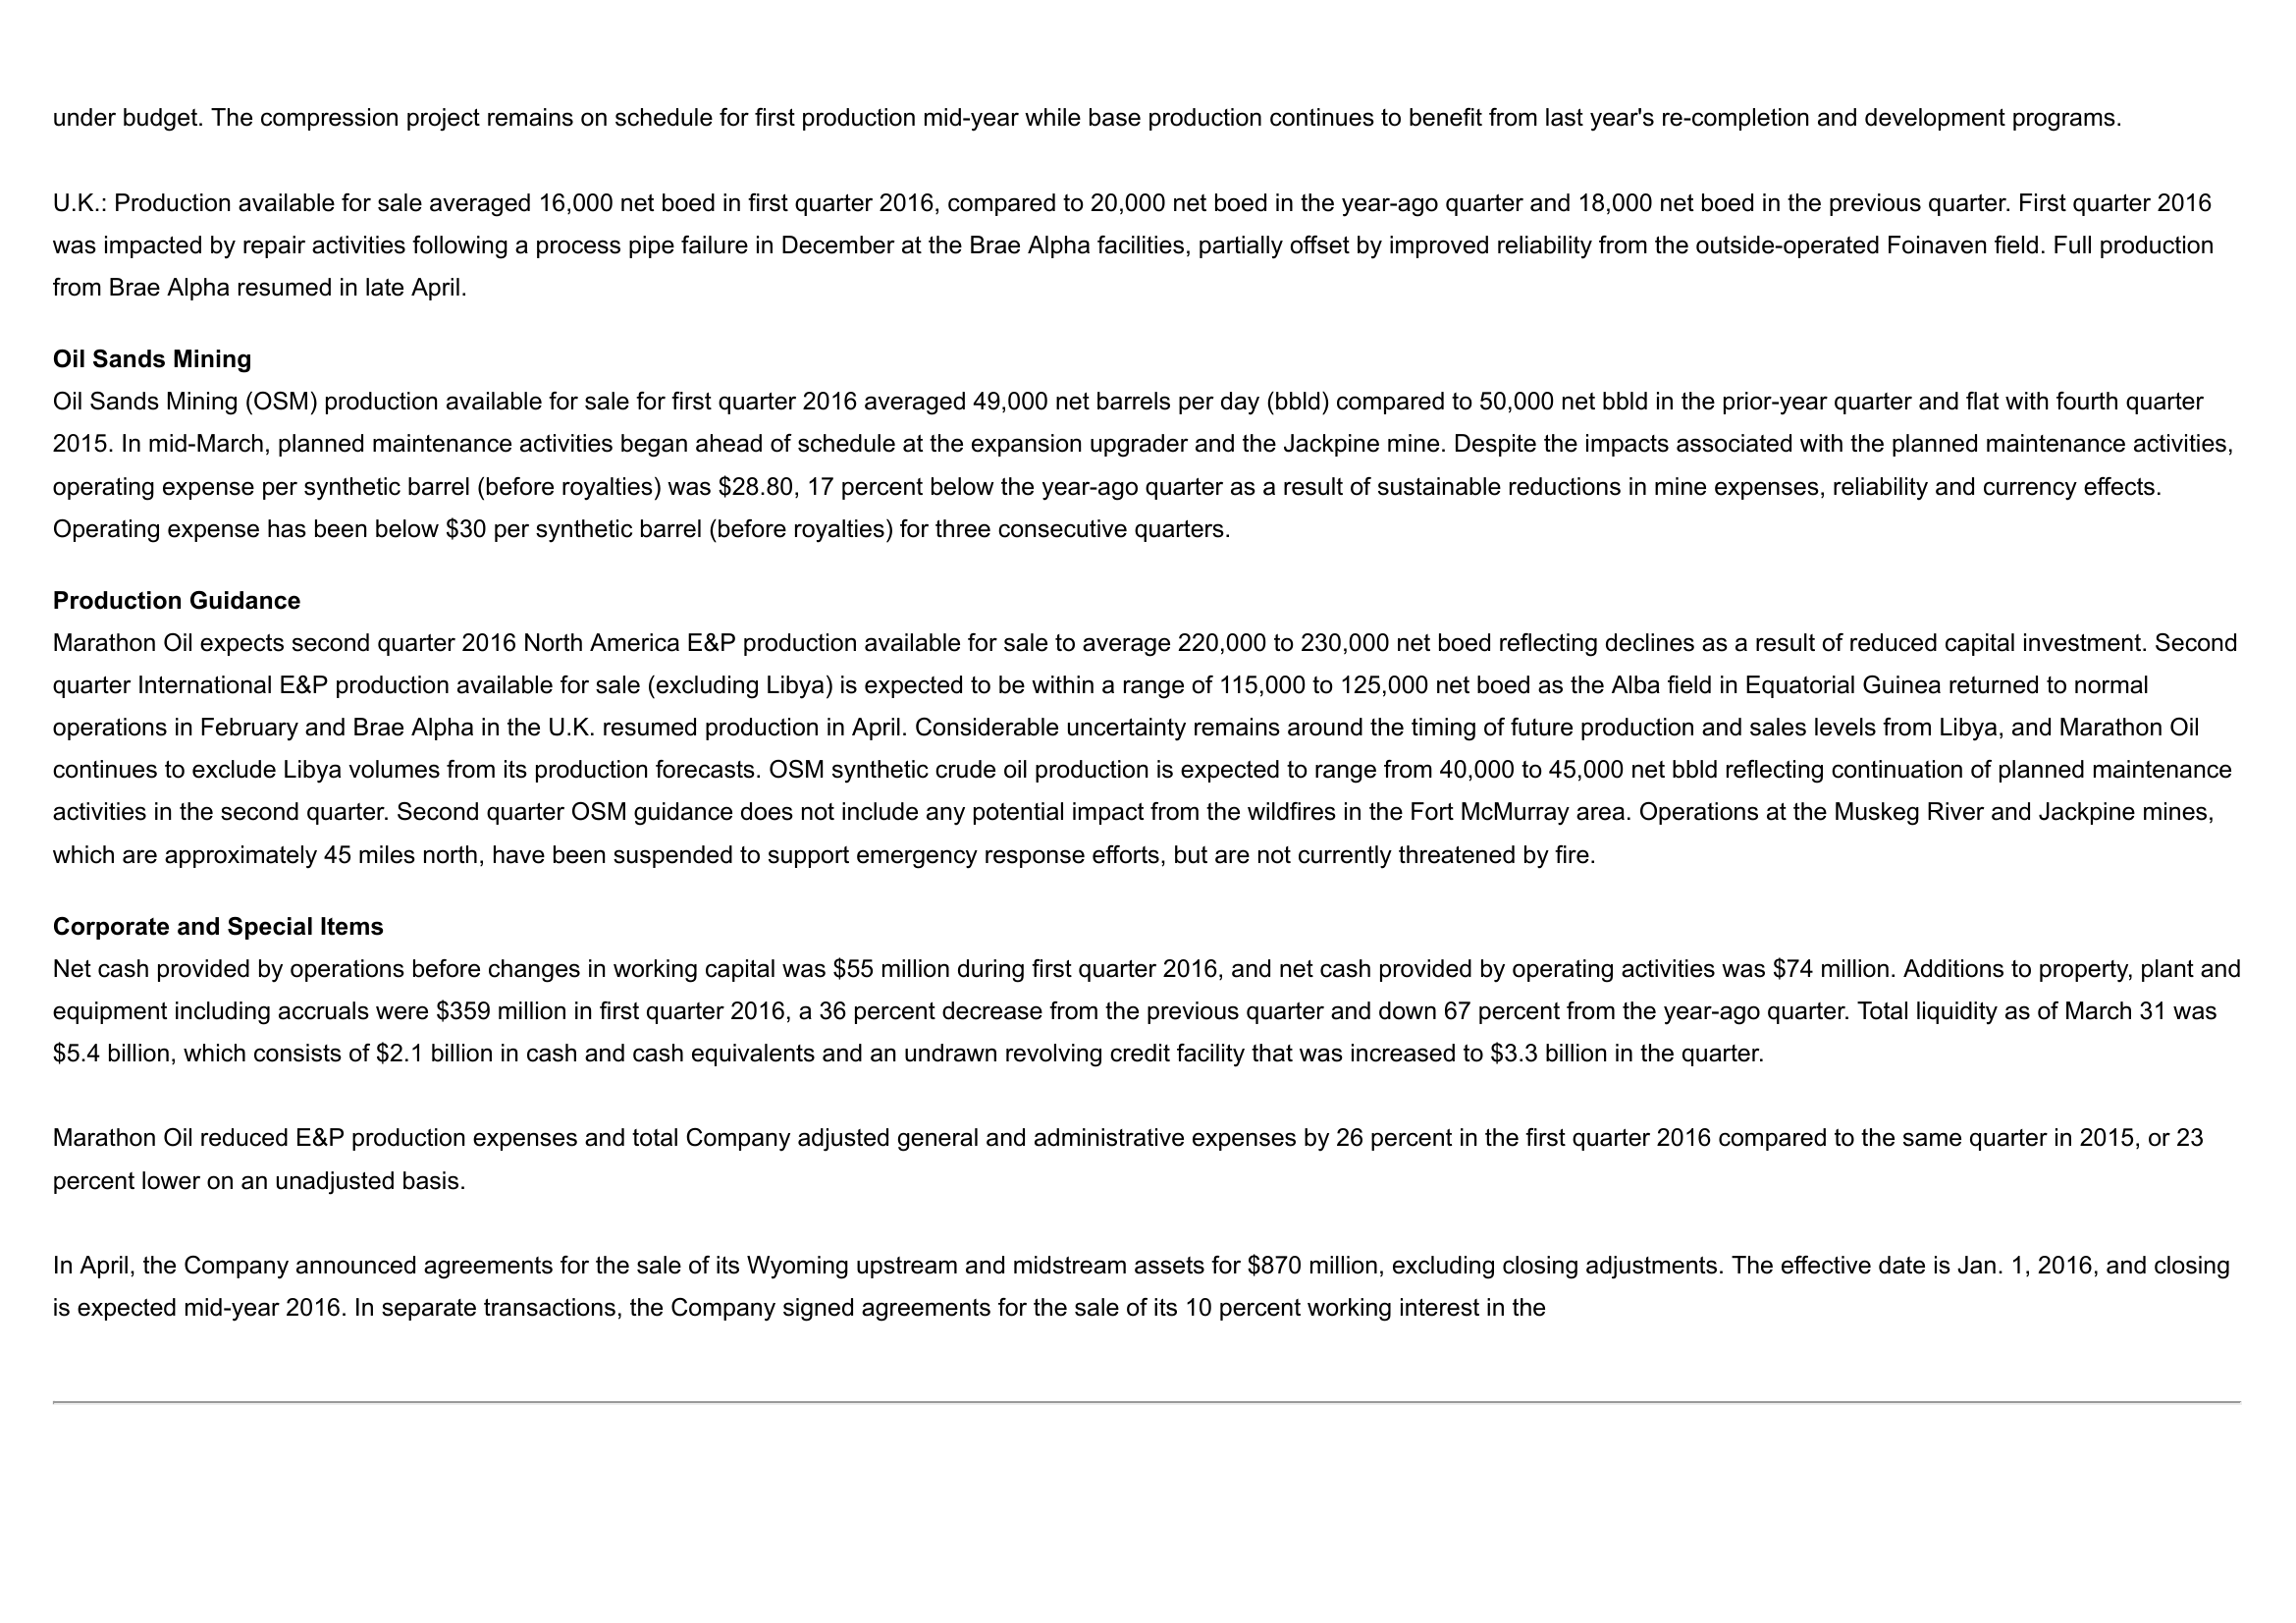 under budget. The compression project remains on schedule for first production mid-year while base production continues to benefit from last year's re-completion and development programs.
U.K.: Production available for sale averaged 16,000 net boed in first quarter 2016, compared to 20,000 net boed in the year-ago quarter and 18,000 net boed in the previous quarter. First quarter 2016
was impacted by repair activities following a process pipe failure in December at the Brae Alpha facilities, partially offset by improved reliability from the outside-operated Foinaven field. Full production
from Brae Alpha resumed in late April.
Oil Sands Mining
Oil Sands Mining (OSM) production available for sale for first quarter 2016 averaged 49,000 net barrels per day (bbld) compared to 50,000 net bbld in the prior-year quarter and flat with fourth quarter
2015. In mid-March, planned maintenance activities began ahead of schedule at the expansion upgrader and the Jackpine mine. Despite the impacts associated with the planned maintenance activities,
operating expense per synthetic barrel (before royalties) was $28.80, 17 percent below the year-ago quarter as a result of sustainable reductions in mine expenses, reliability and currency effects.
Operating expense has been below $30 per synthetic barrel (before royalties) for three consecutive quarters.
Production Guidance
Marathon Oil expects second quarter 2016 North America E&P production available for sale to average 220,000 to 230,000 net boed reflecting declines as a result of reduced capital investment. Second
quarter International E&P production available for sale (excluding Libya) is expected to be within a range of 115,000 to 125,000 net boed as the Alba field in Equatorial Guinea returned to normal
operations in February and Brae Alpha in the U.K. resumed production in April. Considerable uncertainty remains around the timing of future production and sales levels from Libya, and Marathon Oil
continues to exclude Libya volumes from its production forecasts. OSM synthetic crude oil production is expected to range from 40,000 to 45,000 net bbld reflecting continuation of planned maintenance
activities in the second quarter. Second quarter OSM guidance does not include any potential impact from the wildfires in the Fort McMurray area. Operations at the Muskeg River and Jackpine mines,
which are approximately 45 miles north, have been suspended to support emergency response efforts, but are not currently threatened by fire.
Corporate and Special Items
Net cash provided by operations before changes in working capital was $55 million during first quarter 2016, and net cash provided by operating activities was $74 million. Additions to property, plant and
equipment including accruals were $359 million in first quarter 2016, a 36 percent decrease from the previous quarter and down 67 percent from the year-ago quarter. Total liquidity as of March 31 was
$5.4 billion, which consists of $2.1 billion in cash and cash equivalents and an undrawn revolving credit facility that was increased to $3.3 billion in the quarter.
Marathon Oil reduced E&P production expenses and total Company adjusted general and administrative expenses by 26 percent in the first quarter 2016 compared to the same quarter in 2015, or 23
percent lower on an unadjusted basis.
In April, the Company announced agreements for the sale of its Wyoming upstream and midstream assets for $870 million, excluding closing adjustments. The effective date is Jan. 1, 2016, and closing
is expected mid-year 2016. In separate transactions, the Company signed agreements for the sale of its 10 percent working interest in the